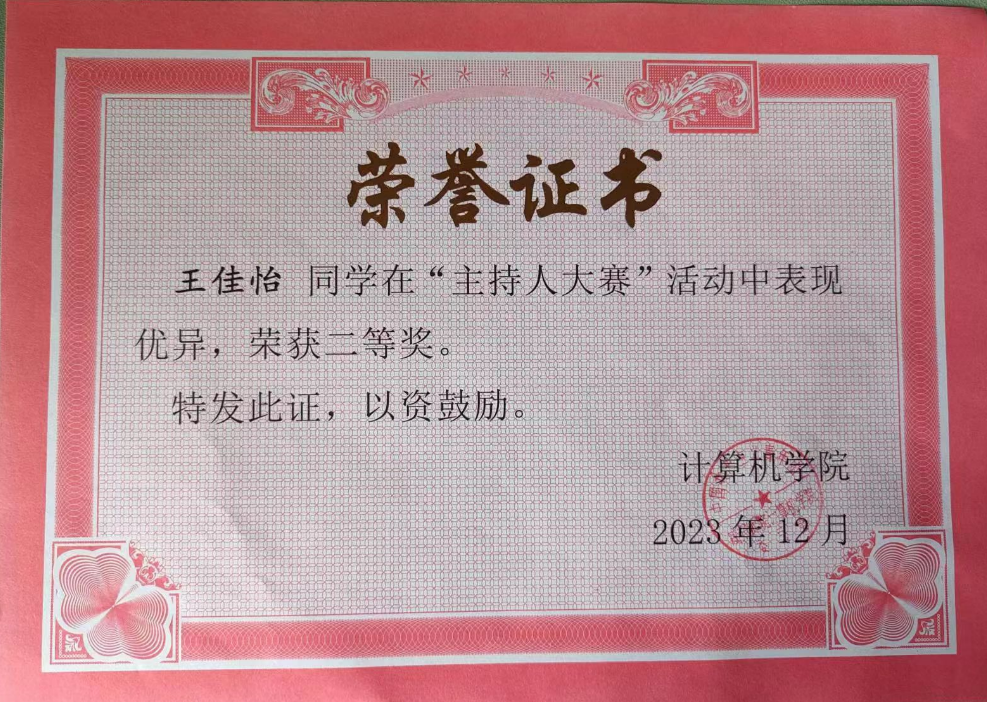 荣誉证书
王佳怡 同学在“主持人大赛”活动中表现
优异，荣获二等奖。
特发此证，以资鼓励。
计算机学院
2023年12月